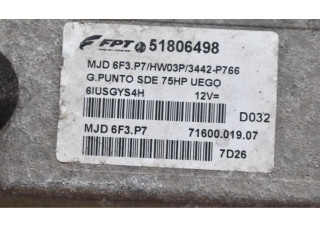 FPT 51806498
MJD 6F3.P7/HW03P/3442-P766
G.PUNTO SDE 75HP UEGO
6IUSGYS4H 12V=
D032
MJD 6F3.P7 71600.019.07
7D26